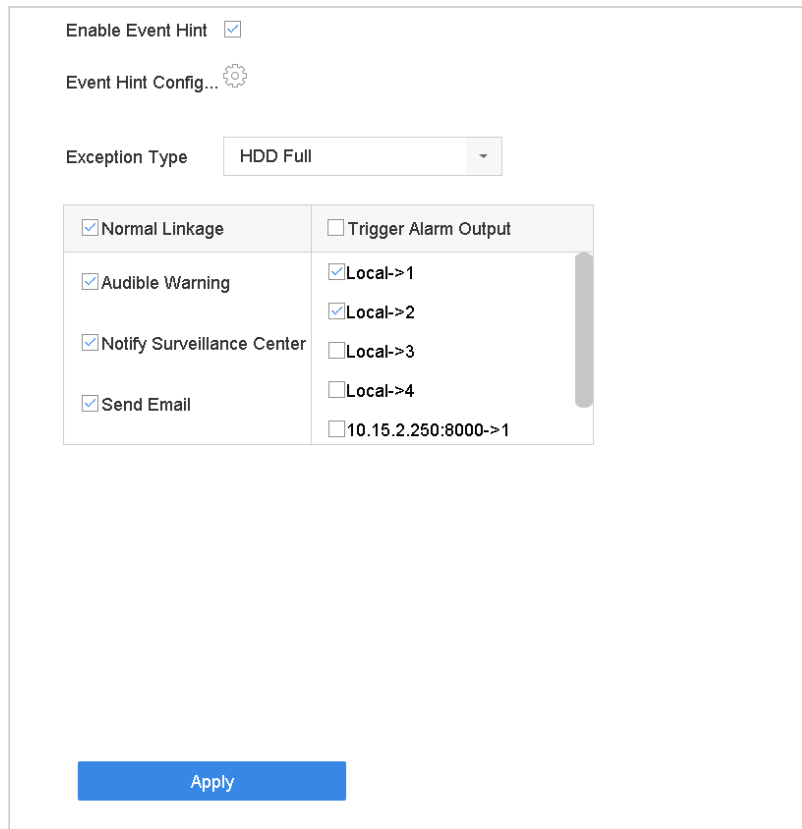 Enable Event Hint
Event Hint Config...
Exception Type HDD Full
Normal Linkage Trigger Alarm Output
Audible Warning
Notify Surveillance Center
Send Email
Local->1
Local->2
Local->3
Local->4
10.15.2.250:8000->1
Apply